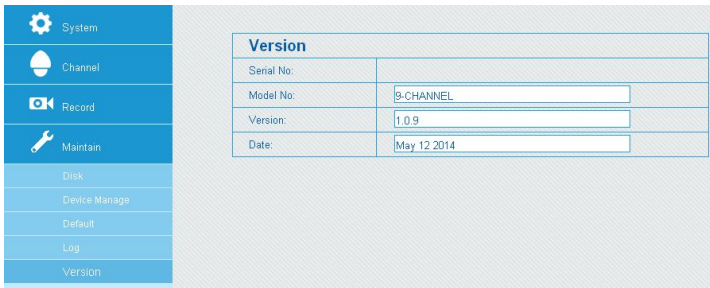 System
Channel
Record
Maintain
Disk
Device Manage
Default
Log
Version
Version
Serial No:
Model No: 9-CHANNEL
Version: 1.0.9
Date: May 12 2014